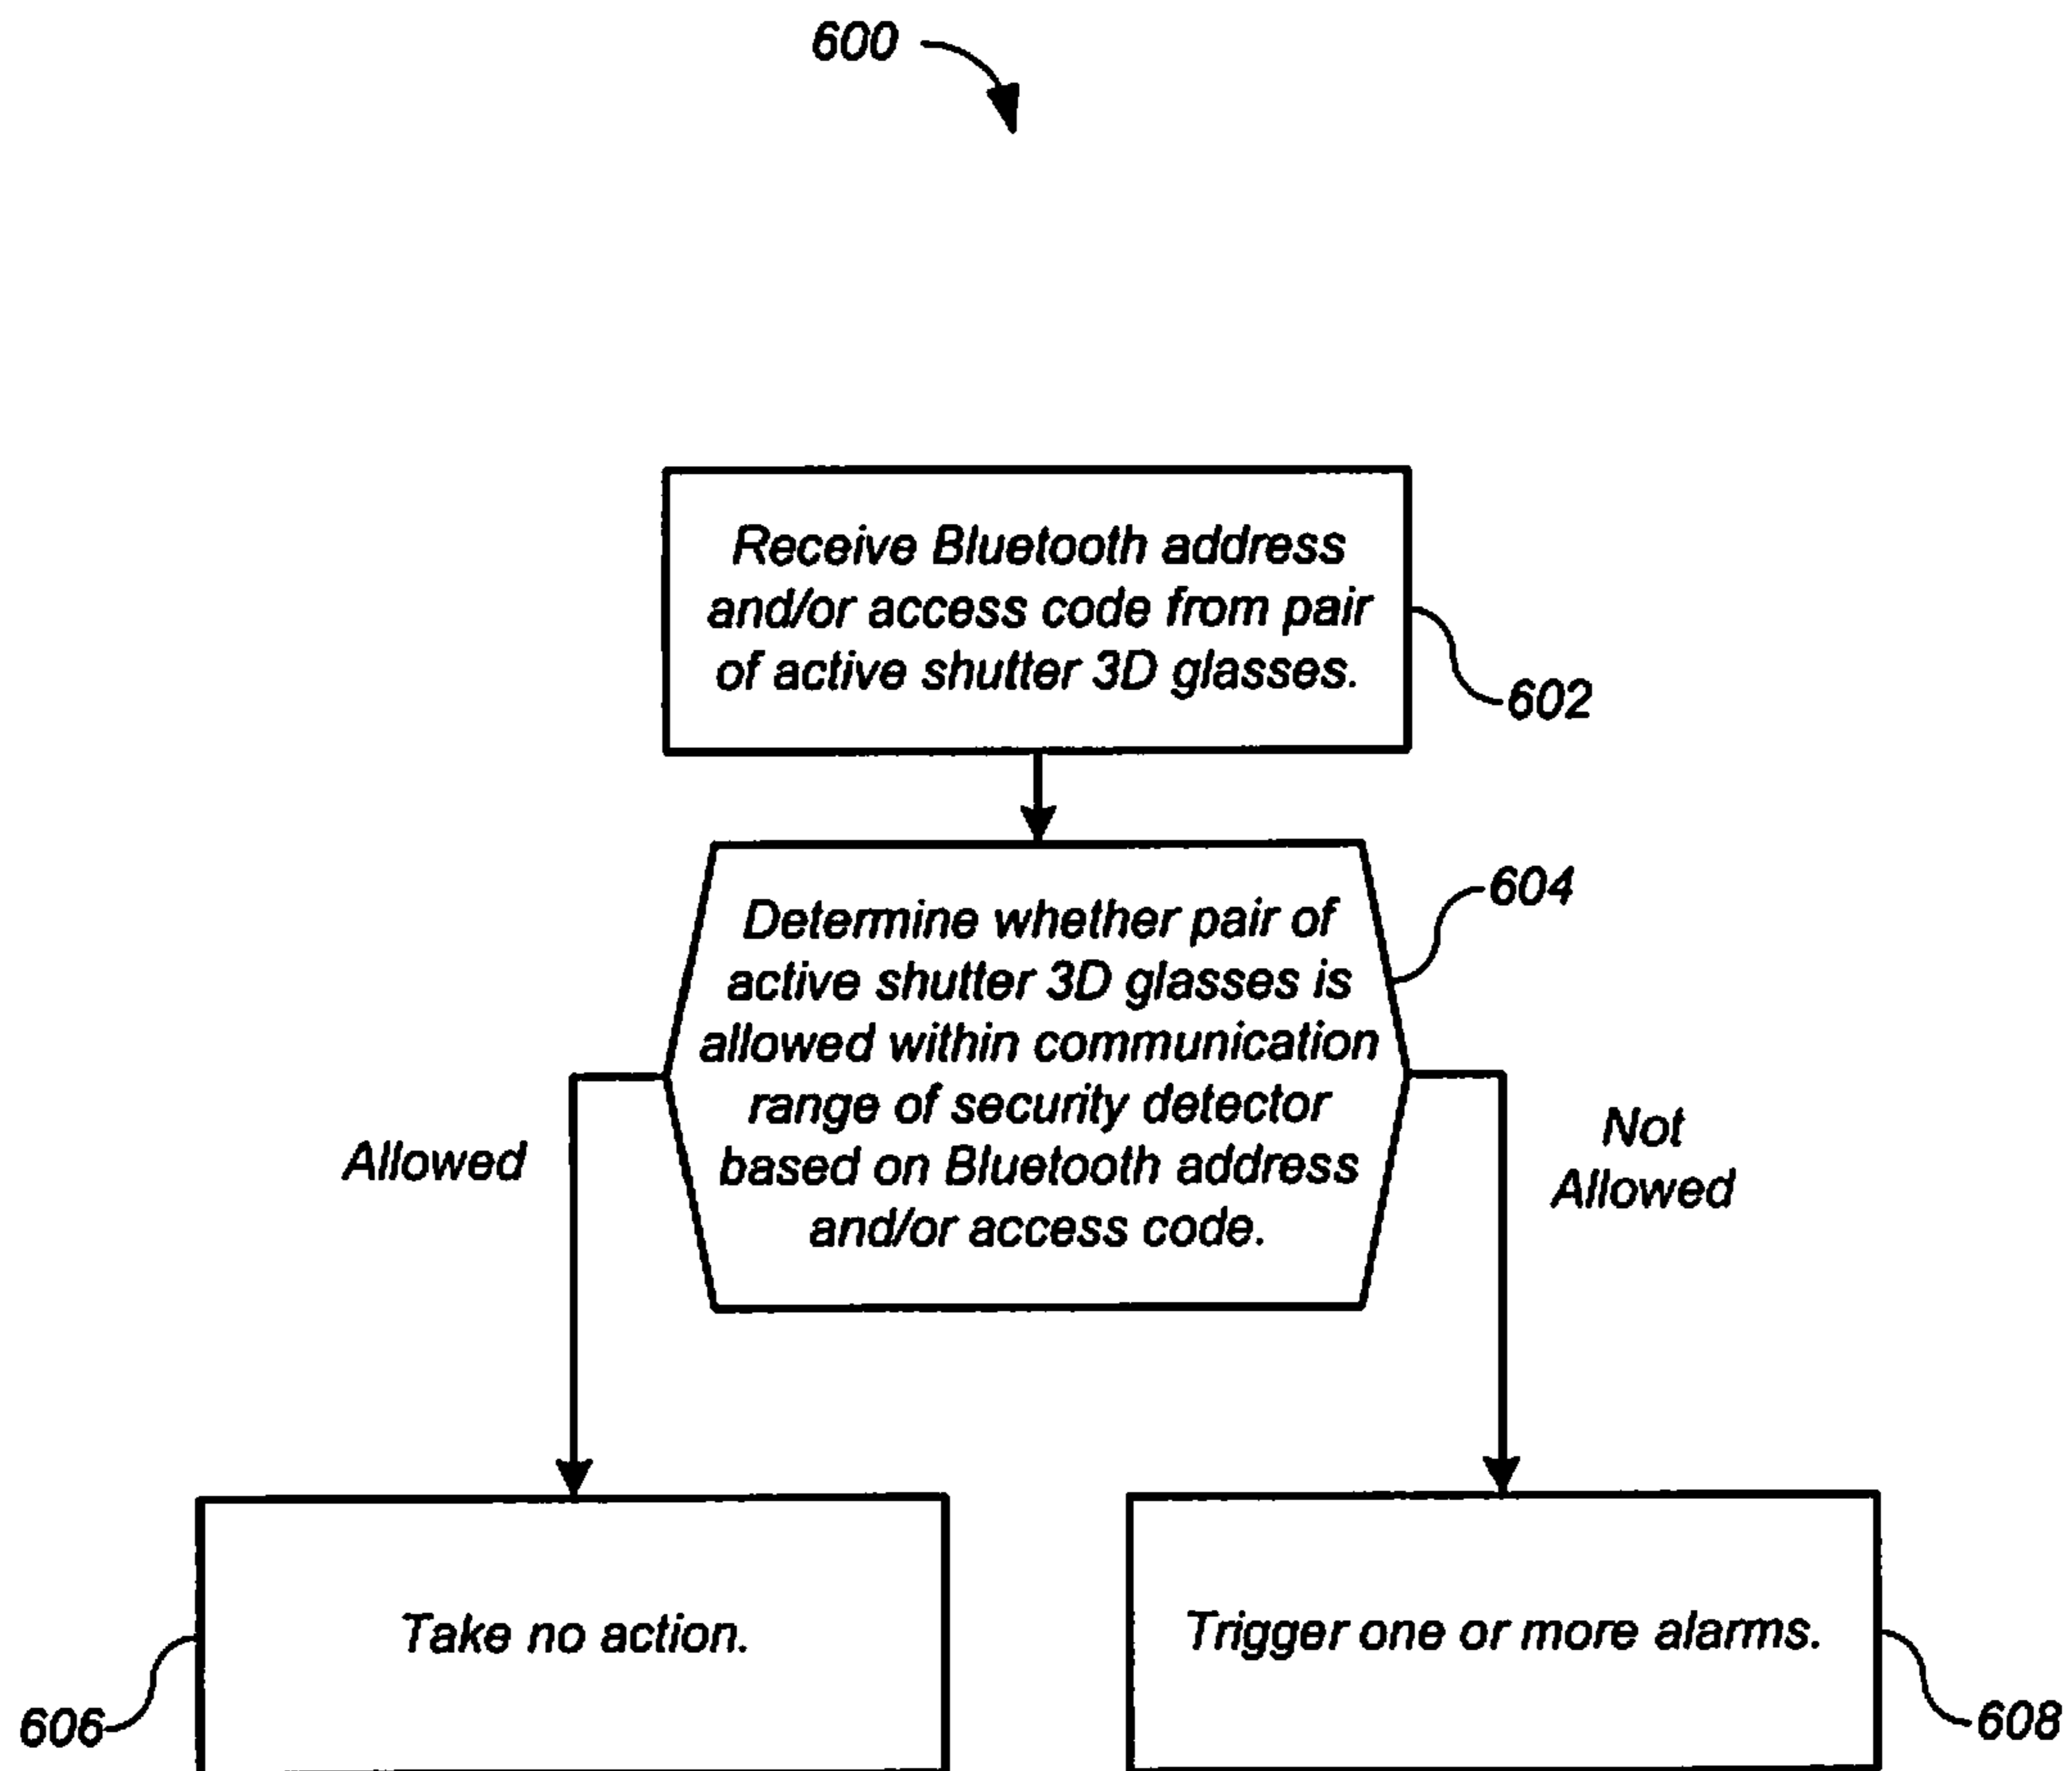 600
Receive Bluetooth address
and/or access code from pair
of active shutter 3D glasses.
602
604
Determine whether pair of
active shutter 3D glasses is
allowed within communication
range of security detector
based on Bluetooth address
and/or access code.
Allowed
Not
Allowed
Take no action.
606
Trigger one or more alarms.
608